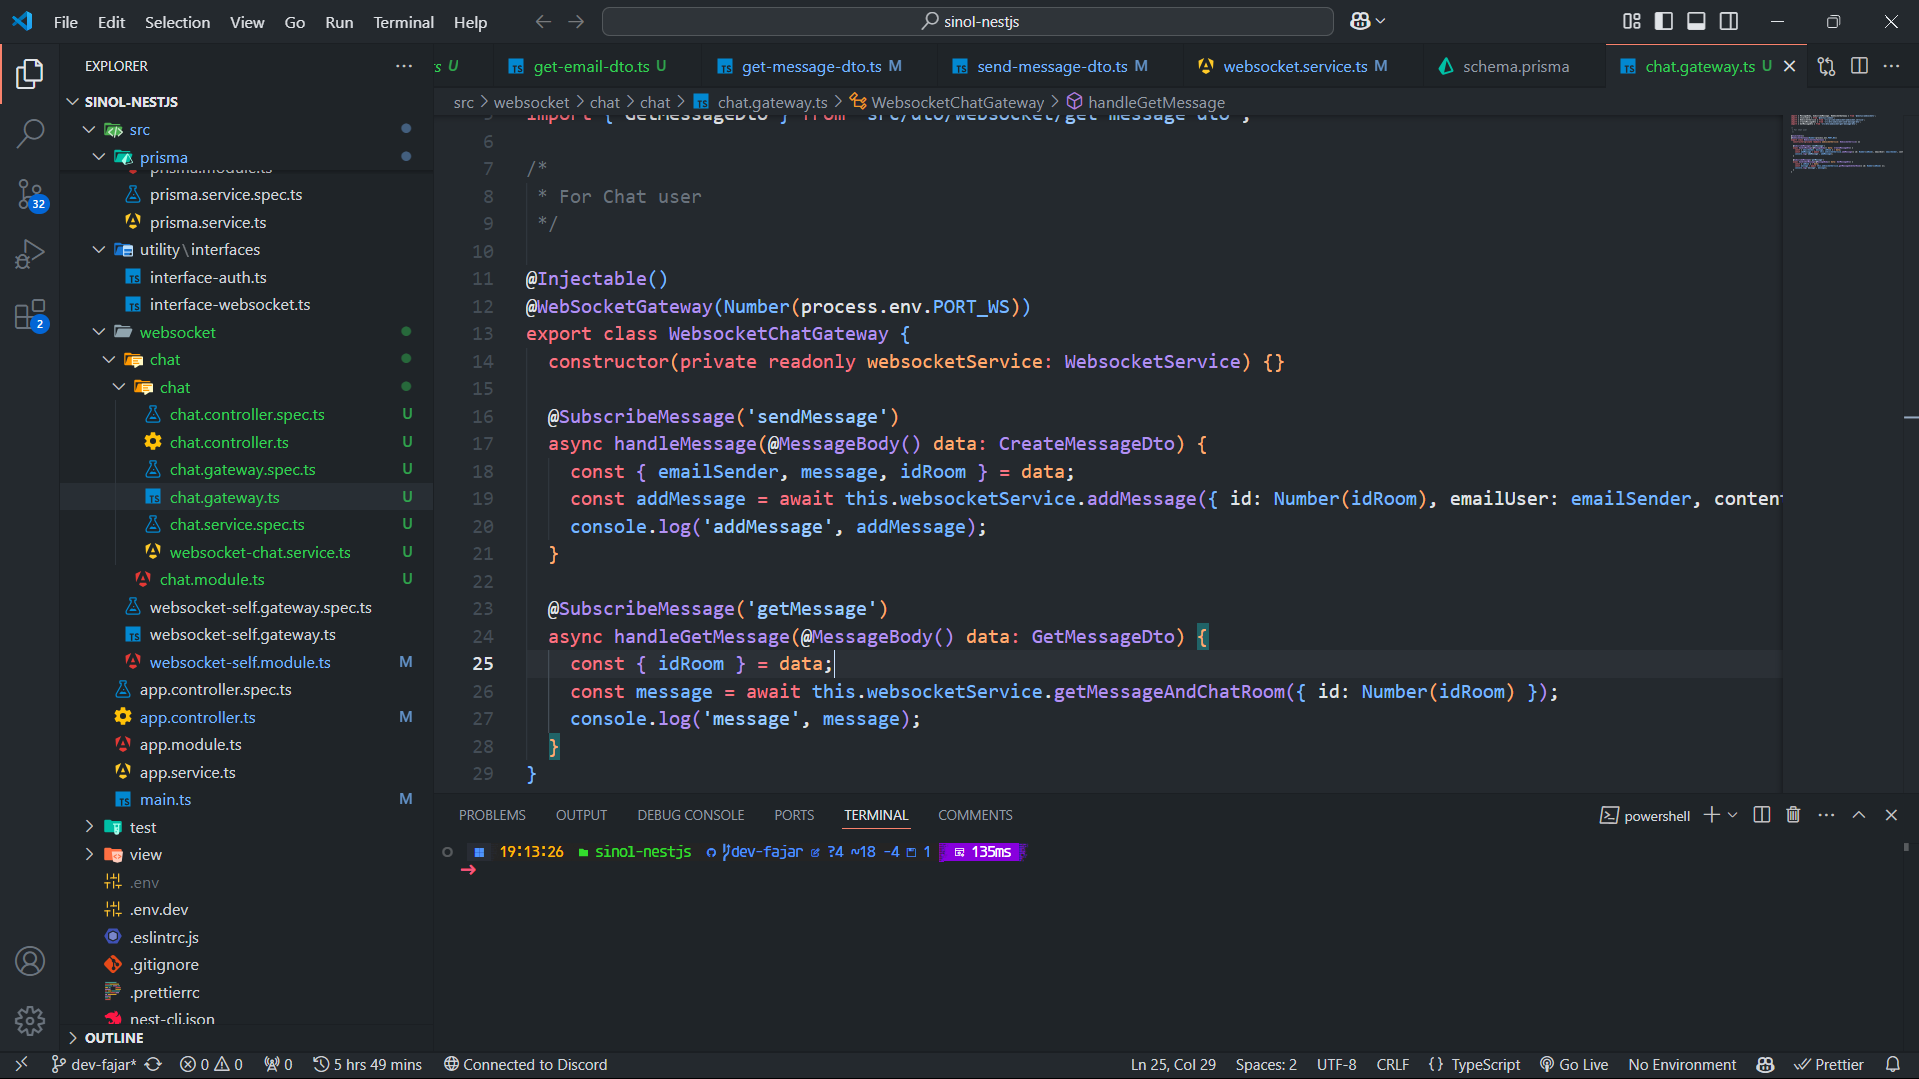 File Edit Selection View Go Run Terminal Help
sinol-nestjs
EXPLORER
SINOL-NESTJS
src
prisma
prisma.module.ts
prisma.service.spec.ts
prisma.service.ts
utility\interfaces
interface-auth.ts
interface-websocket.ts
websocket
chat
chat
chat.controller.spec.ts U
chat.controller.ts U
chat.gateway.spec.ts U
chat.gateway.ts U
chat.service.spec.ts U
websocket-chat.service.ts U
chat.module.ts U
websocket-self.gateway.spec.ts
websocket-self.gateway.ts
websocket-self.module.ts M
app.controller.spec.ts
app.controller.ts M
app.module.ts
app.service.ts
main.ts M
test
view
.env
.env.dev
.eslintrc.js
.gitignore
.prettierrc
nest-cli.json
OUTLINE
32
2
s U get-email-dto.ts U get-message-dto.ts M send-message-dto.ts M websocket.service.ts M schema.prisma chat.gateway.ts U
src > websocket > chat > chat > chat.gateway.ts > WebsocketChatGateway > handleGetMessage
5 import { GetMessageDto } from 'src/dto/websocket/get-message-dto';
6
7 /*
8 * For Chat user
9 */
10
11 @Injectable()
12 @WebSocketGateway(Number(process.env.PORT_WS))
13 export class WebsocketChatGateway {
14 constructor(private readonly websocketService: WebsocketService) {}
15
16 @SubscribeMessage('sendMessage')
17 async handleMessage(@MessageBody() data: CreateMessageDto) {
18 const { emailSender, message, idRoom } = data;
19 const addMessage = await this.websocketService.addMessage({ id: Number(idRoom), emailUser: emailSender, conten
20 console.log('addMessage', addMessage);
21 }
22
23 @SubscribeMessage('getMessage')
24 async handleGetMessage(@MessageBody() data: GetMessageDto) {
25 const { idRoom } = data;
26 const message = await this.websocketService.getMessageAndChatRoom({ id: Number(idRoom) });
27 console.log('message', message);
28 }
29 }
PROBLEMS OUTPUT DEBUG CONSOLE PORTS TERMINAL COMMENTS
powershell
19:13:26 sinol-nestjs dev-fajar ?4 ~18 -4 1 135ms
dev-fajar* 0 0 0 5 hrs 49 mins Connected to Discord
Ln 25, Col 29 Spaces: 2 UTF-8 CRLF {} TypeScript Go Live No Environment Prettier